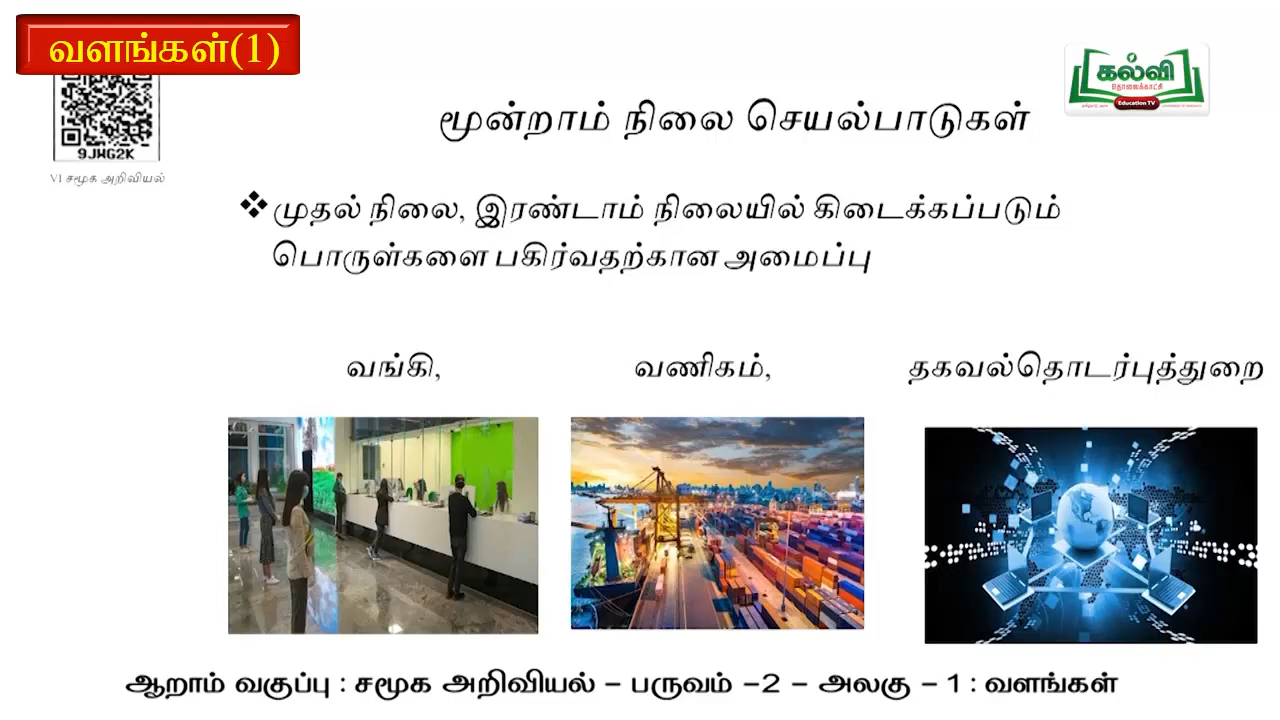 வளங்கள்(1)
9JWG2K
VI சமூக அறிவியல்
கல்வி
தொலைக்காட்சி
Education TV
மூன்றாம் நிலை செயல்பாடுகள்
❖முதல் நிலை, இரண்டாம் நிலையில் கிடைக்கப்படும்
பொருள்களை பகிர்வதற்கான அமைப்பு
வங்கி, வணிகம், தகவல்தொடர்புத்துறை
ஆறாம் வகுப்பு : சமூக அறிவியல் – பருவம் –2 – அலகு – 1 : வளங்கள்